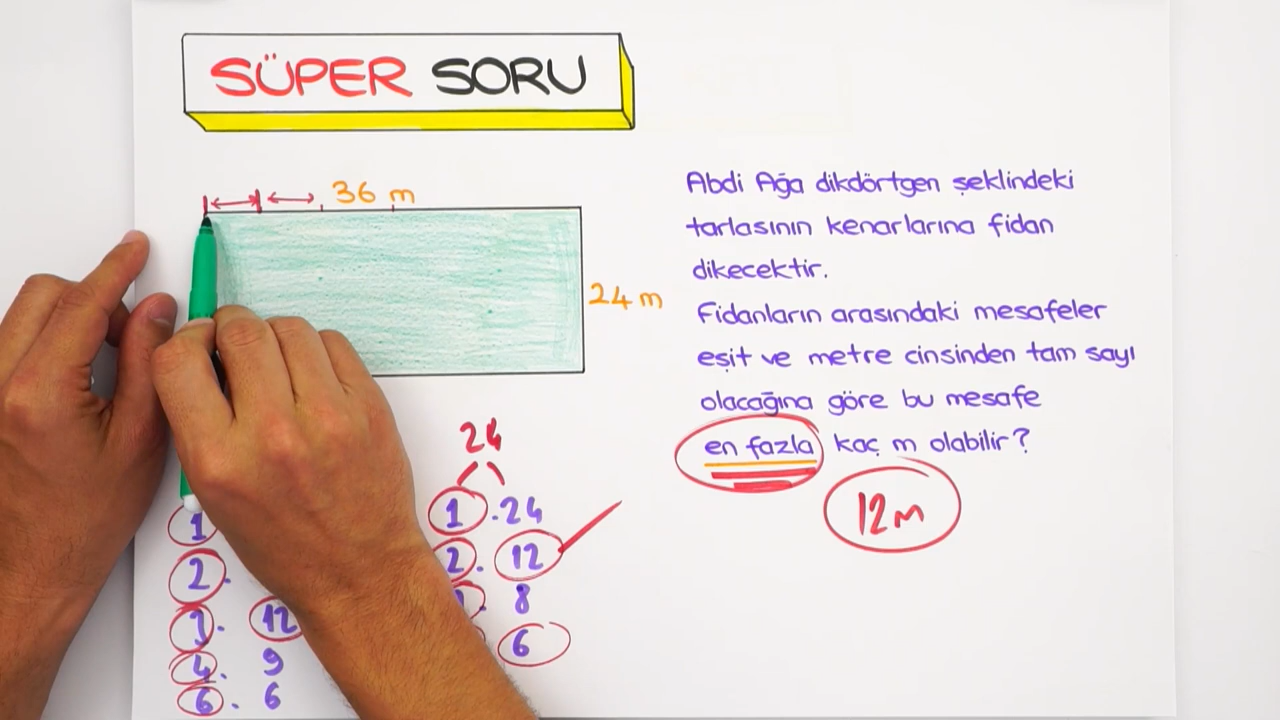 SÜPER SORU
36 m
24 m
Abdi Ağa dikdörtgen şeklindeki
tarlasının kenarlarına fidan
dikecektir.
Fidanların arasındaki mesafeler
eşit ve metre cinsinden tam sayı
olacağına göre bu mesafe
en fazla kaç m olabilir?
12m
24
1 . 24
2 . 12
8
6
1
2 .
3 . 12
4 . 9
6 . 6